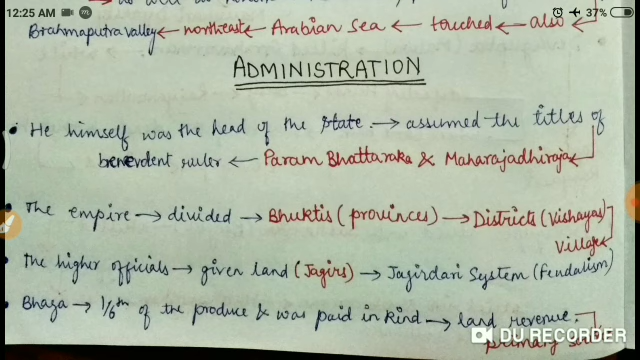 12:25 AM 37%
also ← touched ← Arabian Sea ← northeast ← Brahmaputra valley
ADMINISTRATION
• He himself was the head of the state. → assumed the titles of
benevdent ruler ← Param Bhattaraka & Maharajadhiraja ←
• The empire → divided → Bhuktis (provinces) → Districts (Vishayas)
Village
• The higher officials → given land (Jagirs) → Jagirdari System (Feudalism)
• Bhaga → 1/6th of the produce & was paid in kind → land revenue.
DU RECORDER
primary